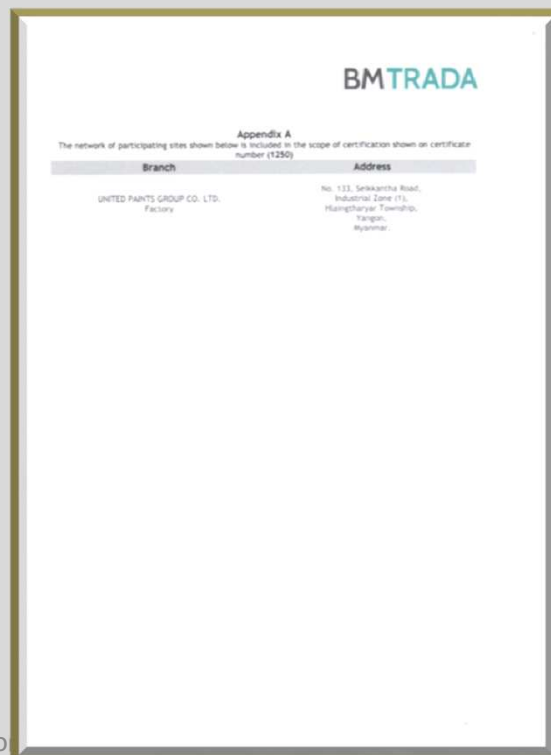 BMTRADA
Appendix A
The network of participating sites shown below is included in the scope of certification shown on certificate
number (1250)
Branch Address
UNITED PAINTS GROUP CO. LTD.
Factory
No. 133, Seikkantha Road,
Industrial Zone (1),
Hlaingtharyar Township,
Yangon,
Myanmar.